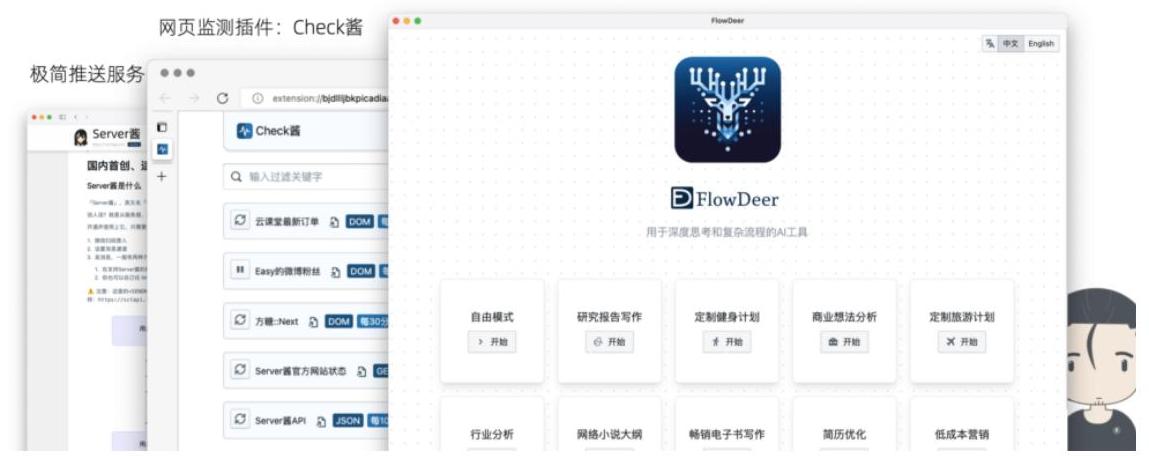 网页监测插件：Check酱
极简推送服务
FlowDeer
中文 English
extension://bjdllljbkpicadia
Server酱
国内首创、
Server酱是什么
Check酱
输入过滤关键字
云课堂最新订单 DOM 每
Easy的微博粉丝 DOM
方糖::Next DOM 每30分
Server酱官方网站状态 GE
Server酱API JSON 每10
FlowDeer
用于深度思考和复杂流程的AI工具
自由模式 研究报告写作 定制健身计划 商业想法分析 定制旅游计划
开始 开始 开始 开始 开始
行业分析 网络小说大纲 畅销电子书写作 简历优化 低成本营销